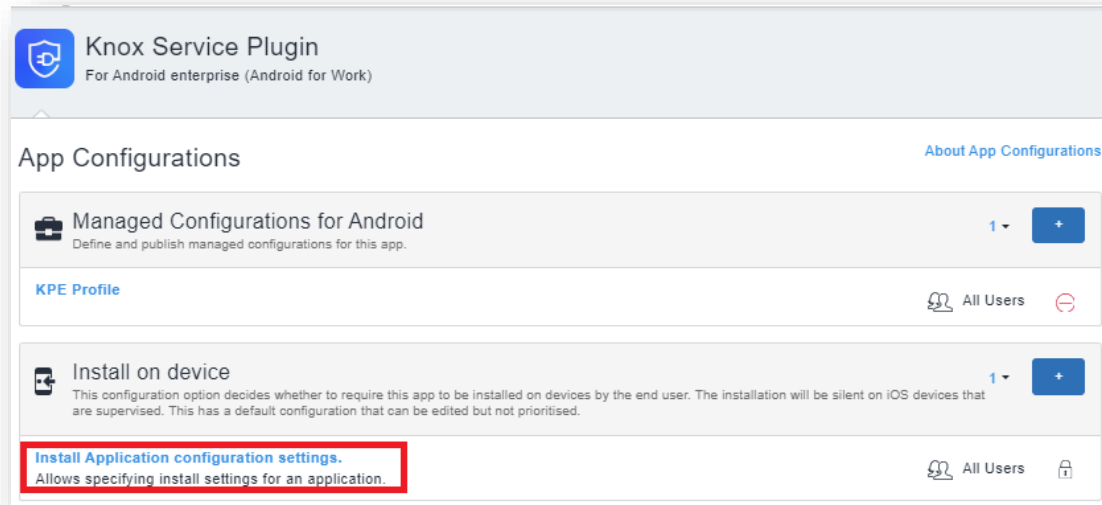 Knox Service Plugin
For Android enterprise (Android for Work)
App Configurations
About App Configurations
Managed Configurations for Android
Define and publish managed configurations for this app.
1
+
KPE Profile
All Users
Install on device
This configuration option decides whether to require this app to be installed on devices by the end user. The installation will be silent on iOS devices that
are supervised. This has a default configuration that can be edited but not prioritised.
1
+
Install Application configuration settings.
Allows specifying install settings for an application.
All Users